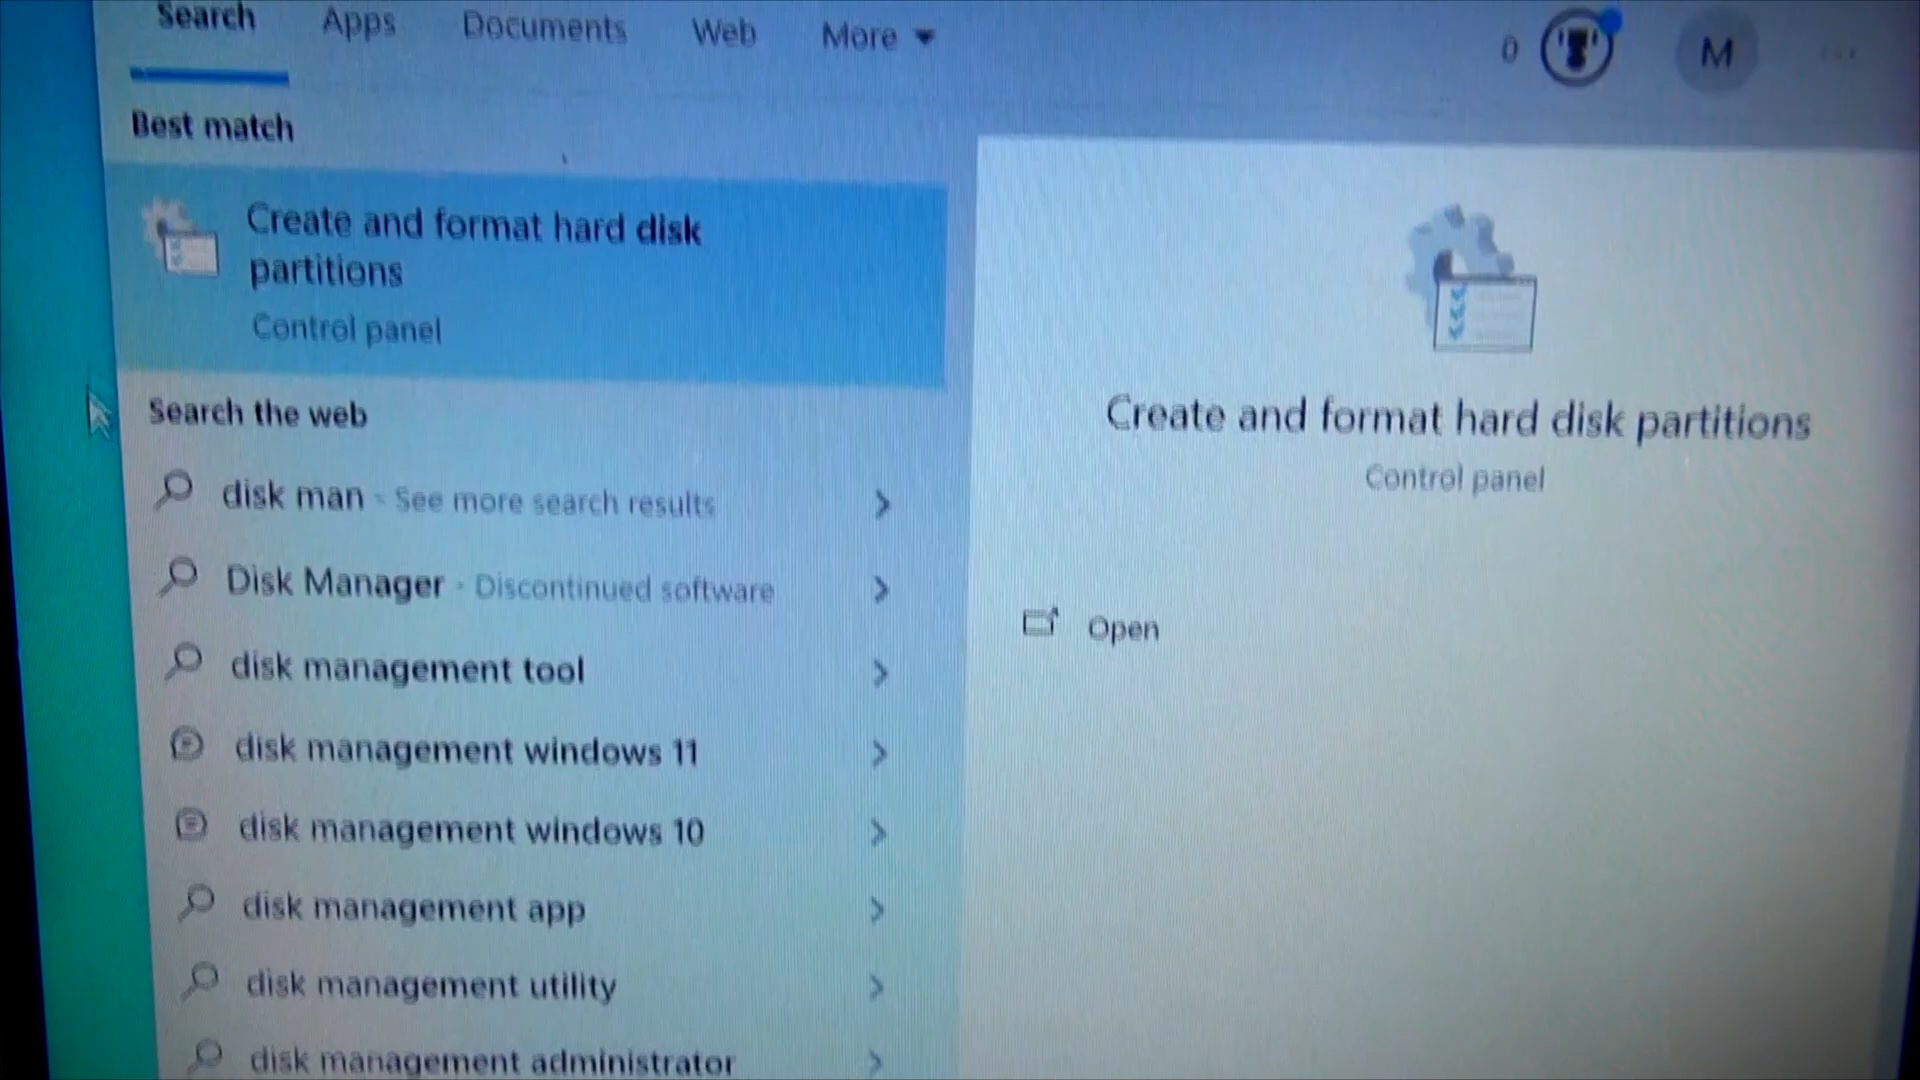 Search Apps Documents Web More
0 M
Best match
Create and format hard disk
partitions
Control panel
Search the web
disk man - See more search results
Disk Manager - Discontinued software
disk management tool
disk management windows 11
disk management windows 10
disk management app
disk management utility
disk management administrator
Create and format hard disk partitions
Control panel
Open